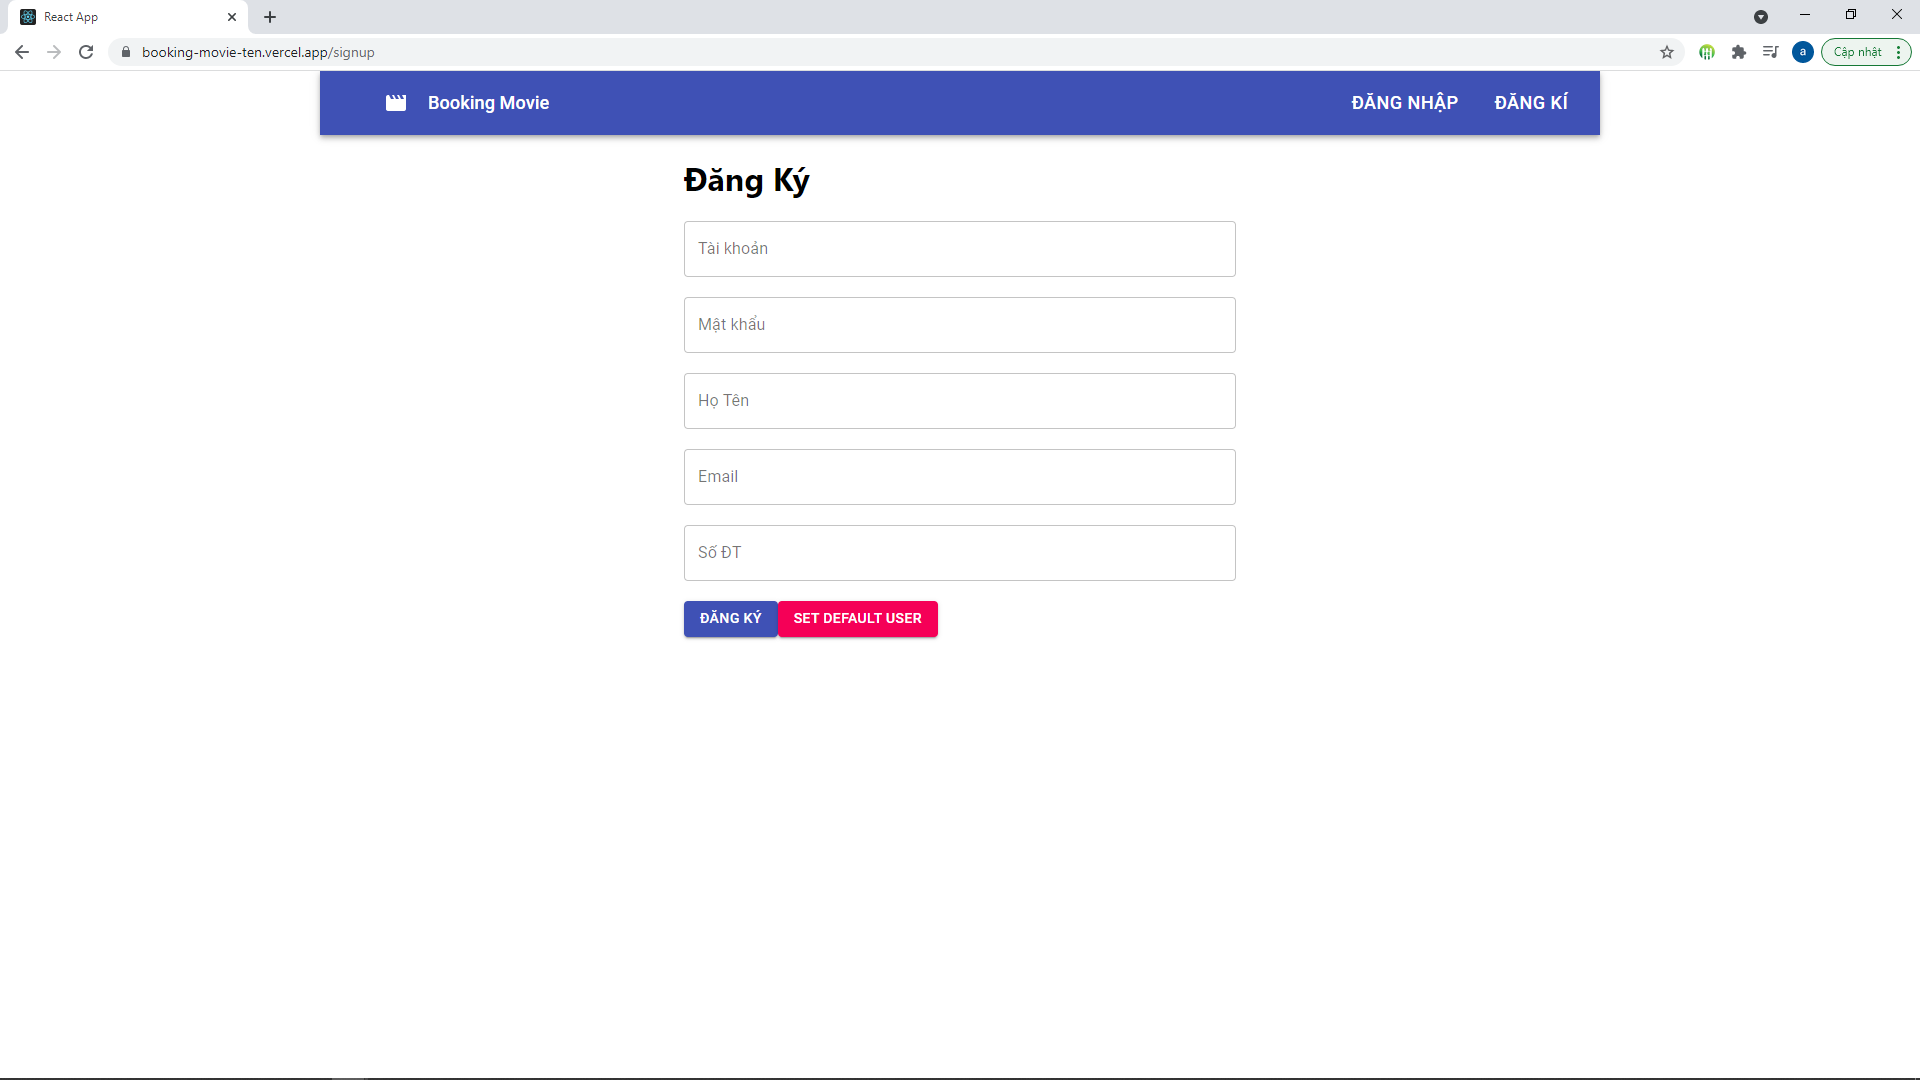 React App
booking-movie-ten.vercel.app/signup
a
Cập nhật
Booking Movie
ĐĂNG NHẬP
ĐĂNG KÍ
Đăng Ký
Tài khoản
Mật khẩu
Họ Tên
Email
Số ĐT
ĐĂNG KÝ
SET DEFAULT USER